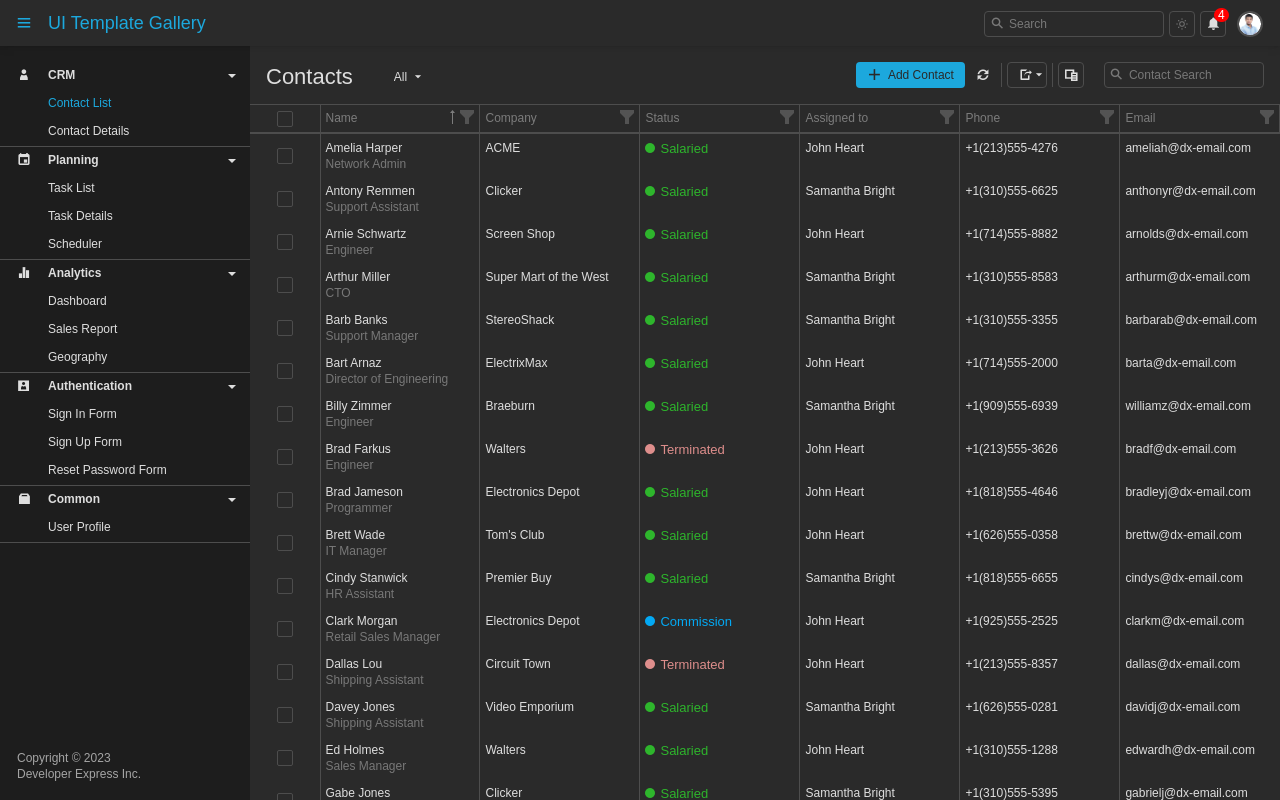 UI Template Gallery
Search
4
CRM
Contact List
Contact Details
Planning
Task List
Task Details
Scheduler
Analytics
Dashboard
Sales Report
Geography
Authentication
Sign In Form
Sign Up Form
Reset Password Form
Common
User Profile
Copyright © 2023
Developer Express Inc.
Contacts All Add Contact Contact Search
Name Company Status Assigned to Phone Email
Amelia Harper ACME Salaried John Heart +1(213)555-4276 ameliah@dx-email.com
Network Admin
Antony Remmen Clicker Salaried Samantha Bright +1(310)555-6625 anthonyr@dx-email.com
Support Assistant
Arnie Schwartz Screen Shop Salaried John Heart +1(714)555-8882 arnolds@dx-email.com
Engineer
Arthur Miller Super Mart of the West Salaried Samantha Bright +1(310)555-8583 arthurm@dx-email.com
CTO
Barb Banks StereoShack Salaried Samantha Bright +1(310)555-3355 barbarab@dx-email.com
Support Manager
Bart Arnaz ElectrixMax Salaried John Heart +1(714)555-2000 barta@dx-email.com
Director of Engineering
Billy Zimmer Braeburn Salaried Samantha Bright +1(909)555-6939 williamz@dx-email.com
Engineer
Brad Farkus Walters Terminated John Heart +1(213)555-3626 bradf@dx-email.com
Engineer
Brad Jameson Electronics Depot Salaried John Heart +1(818)555-4646 bradleyj@dx-email.com
Programmer
Brett Wade Tom's Club Salaried John Heart +1(626)555-0358 brettw@dx-email.com
IT Manager
Cindy Stanwick Premier Buy Salaried Samantha Bright +1(818)555-6655 cindys@dx-email.com
HR Assistant
Clark Morgan Electronics Depot Commission John Heart +1(925)555-2525 clarkm@dx-email.com
Retail Sales Manager
Dallas Lou Circuit Town Terminated John Heart +1(213)555-8357 dallas@dx-email.com
Shipping Assistant
Davey Jones Video Emporium Salaried Samantha Bright +1(626)555-0281 davidj@dx-email.com
Shipping Assistant
Ed Holmes Walters Salaried John Heart +1(310)555-1288 edwardh@dx-email.com
Sales Manager
Gabe Jones Clicker Salaried Samantha Bright +1(310)555-5395 gabrielj@dx-email.com